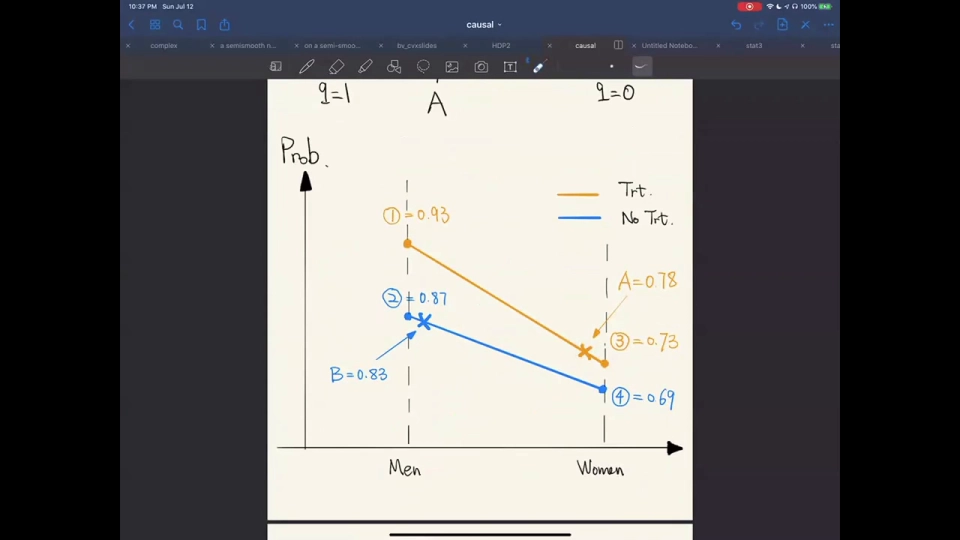 10:37 PM Sun Jul 12
100%
causal
complex
a semismooth n...
on a semi-smoo...
bv_cvxslides
HDP2
causal
Untitled Notebo...
stat3
sta
q=1
A
q=0
Prob.
Trt.
No Trt.
① = 0.93
② = 0.87
A = 0.78
③ = 0.73
B = 0.83
④ = 0.69
Men
Women